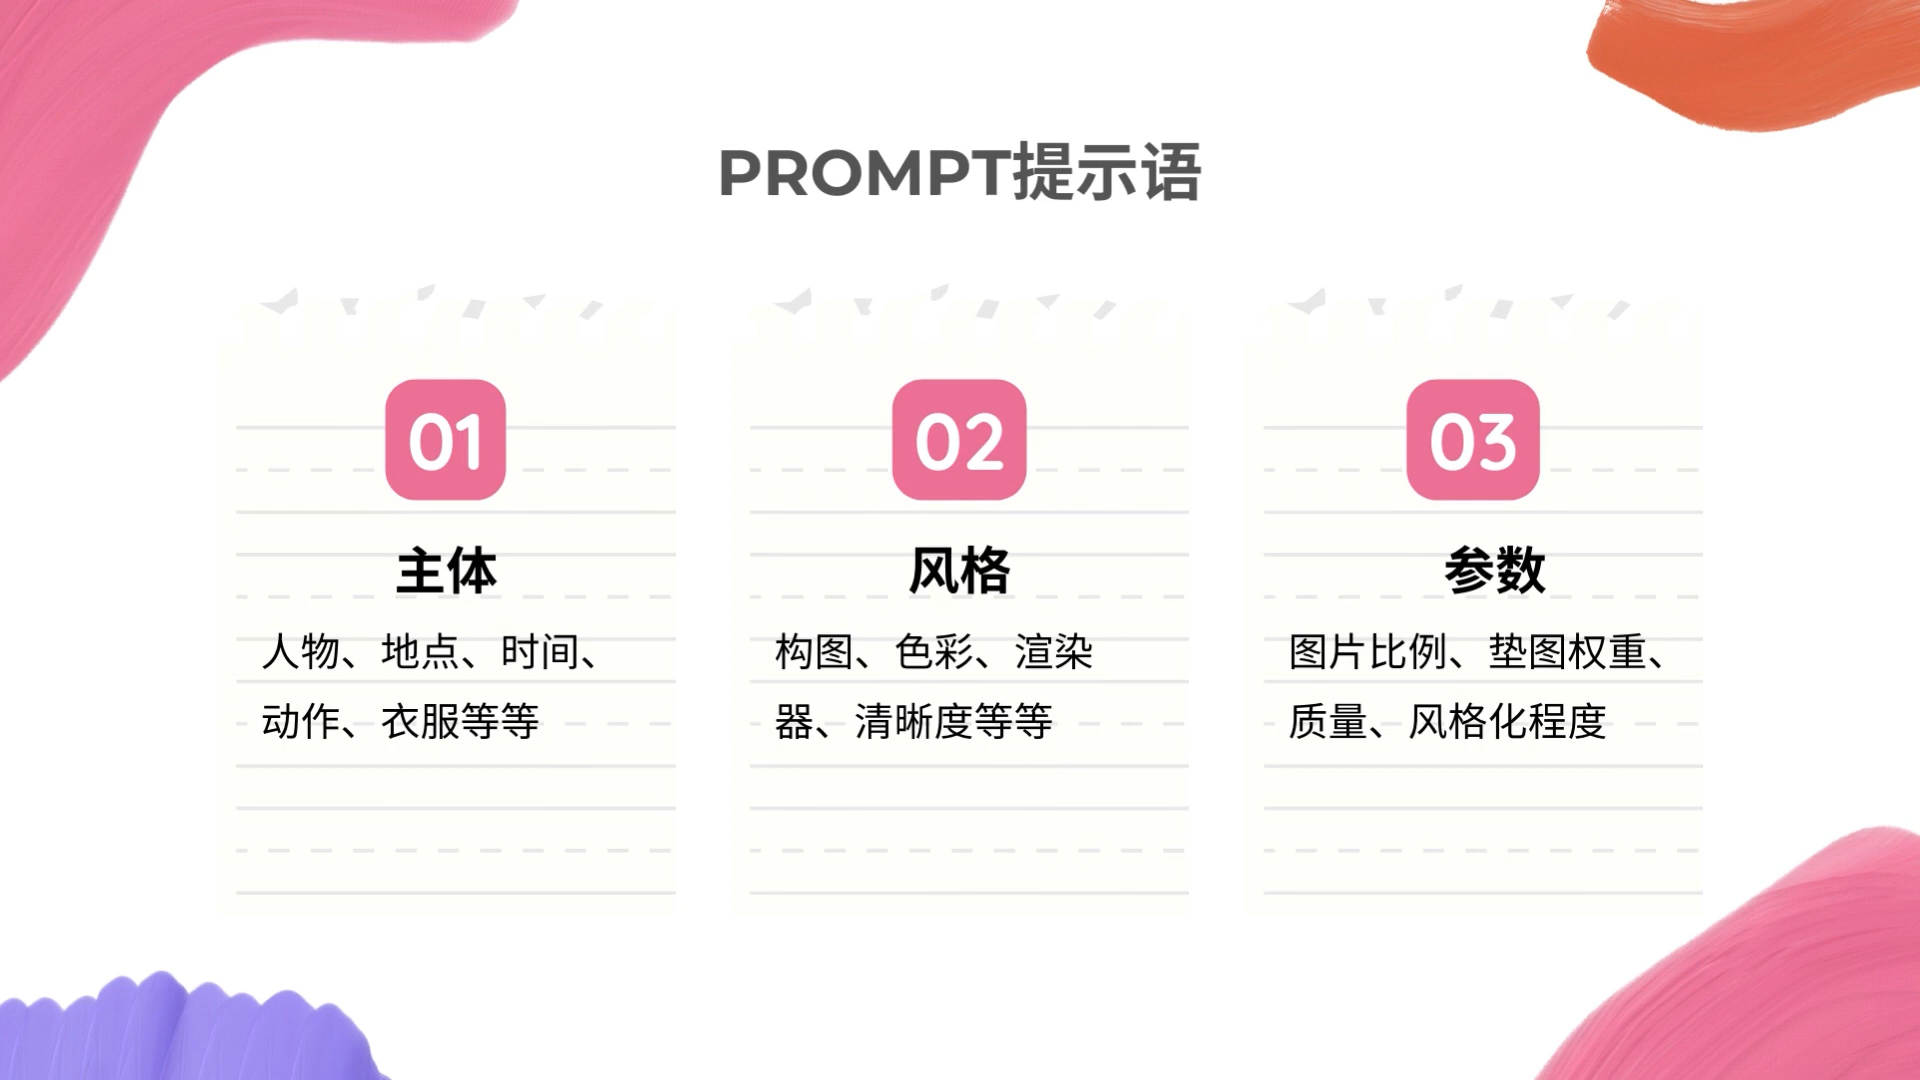 PROMPT提示语
01
主体
人物、地点、时间、
动作、衣服等等
02
风格
构图、色彩、渲染
器、清晰度等等
03
参数
图片比例、垫图权重、
质量、风格化程度